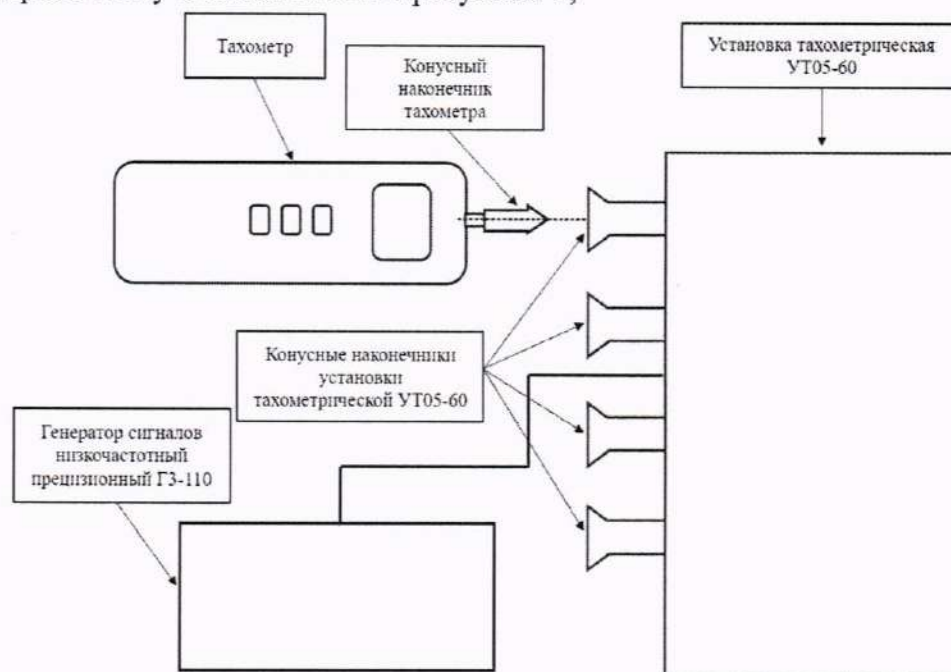 Тахометр
Конусный
наконечник
тахометра
Установка тахометрическая
УТ05-60
Конусные наконечники
установки
тахометрической УТ05-60
Генератор сигналов
низкочастотный
прецизионный ГЗ-110